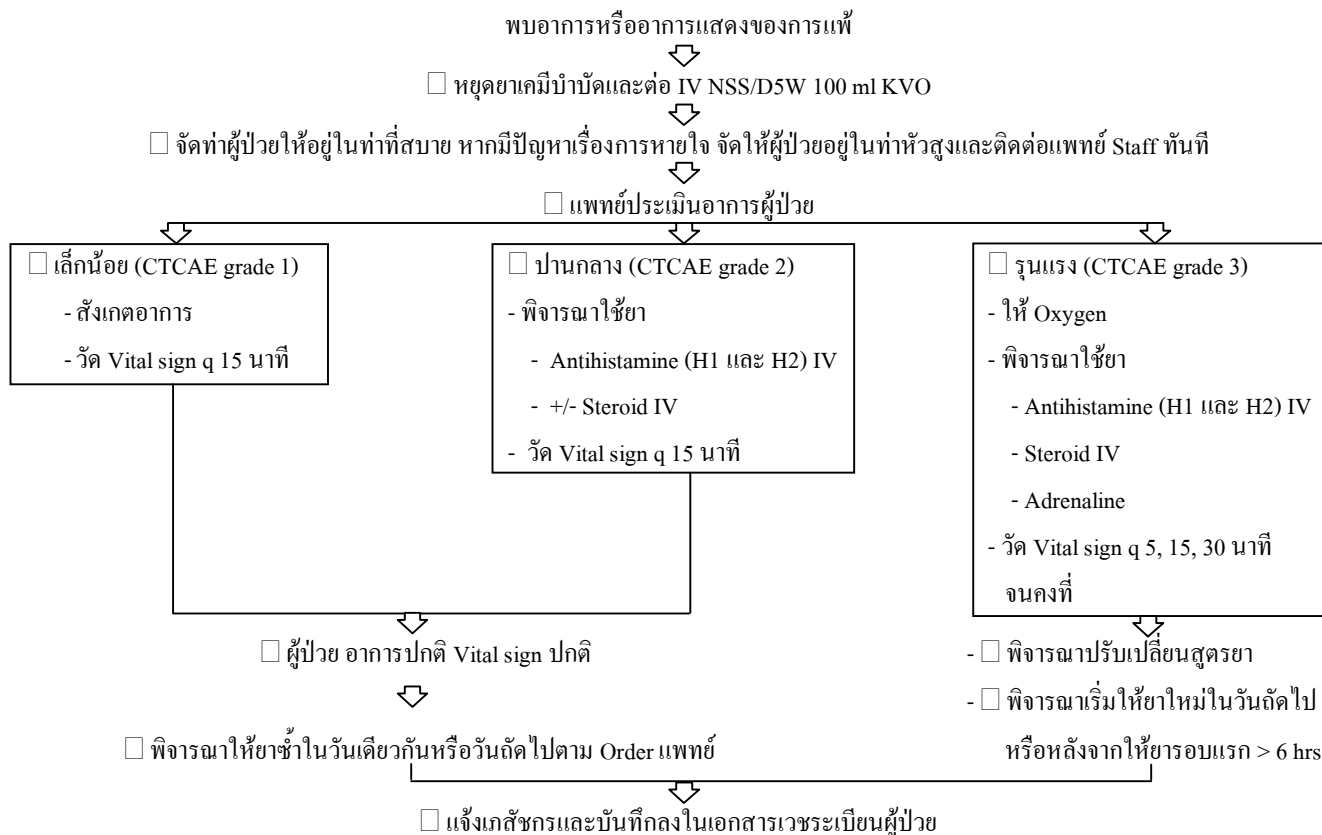 พบอาการหรืออาการแสดงของการแพ้
☐ หยุดยาเคมีบำบัดและต่อ IV NSS/D5W 100 ml KVO
☐ จัดท่าผู้ป่วยให้อยู่ในท่าที่สบาย หากมีปัญหาเรื่องการหายใจ จัดให้ผู้ป่วยอยู่ในท่าหัวสูงและติดต่อแพทย์ Staff ทันที
☐ แพทย์ประเมินอาการผู้ป่วย
☐ เล็กน้อย (CTCAE grade 1)
- สังเกตอาการ
- วัด Vital sign q 15 นาที
☐ ปานกลาง (CTCAE grade 2)
- พิจารณาใช้ยา
- Antihistamine (H1 และ H2) IV
- +/- Steroid IV
- วัด Vital sign q 15 นาที
☐ รุนแรง (CTCAE grade 3)
- ให้ Oxygen
- พิจารณาใช้ยา
- Antihistamine (H1 และ H2) IV
- Steroid IV
- Adrenaline
- วัด Vital sign q 5, 15, 30 นาที
จนคงที่
☐ ผู้ป่วย อาการปกติ Vital sign ปกติ
☐ พิจารณาให้ยาซ้ำในวันเดียวกันหรือวันถัดไปตาม Order แพทย์
- ☐ พิจารณาปรับเปลี่ยนสูตรยา
- ☐ พิจารณาเริ่มให้ยาใหม่ในวันถัดไป
หรือหลังจากให้ยารอบแรก > 6 hrs
☐ แจ้งเภสัชกรและบันทึกลงในเอกสารเวชระเบียนผู้ป่วย